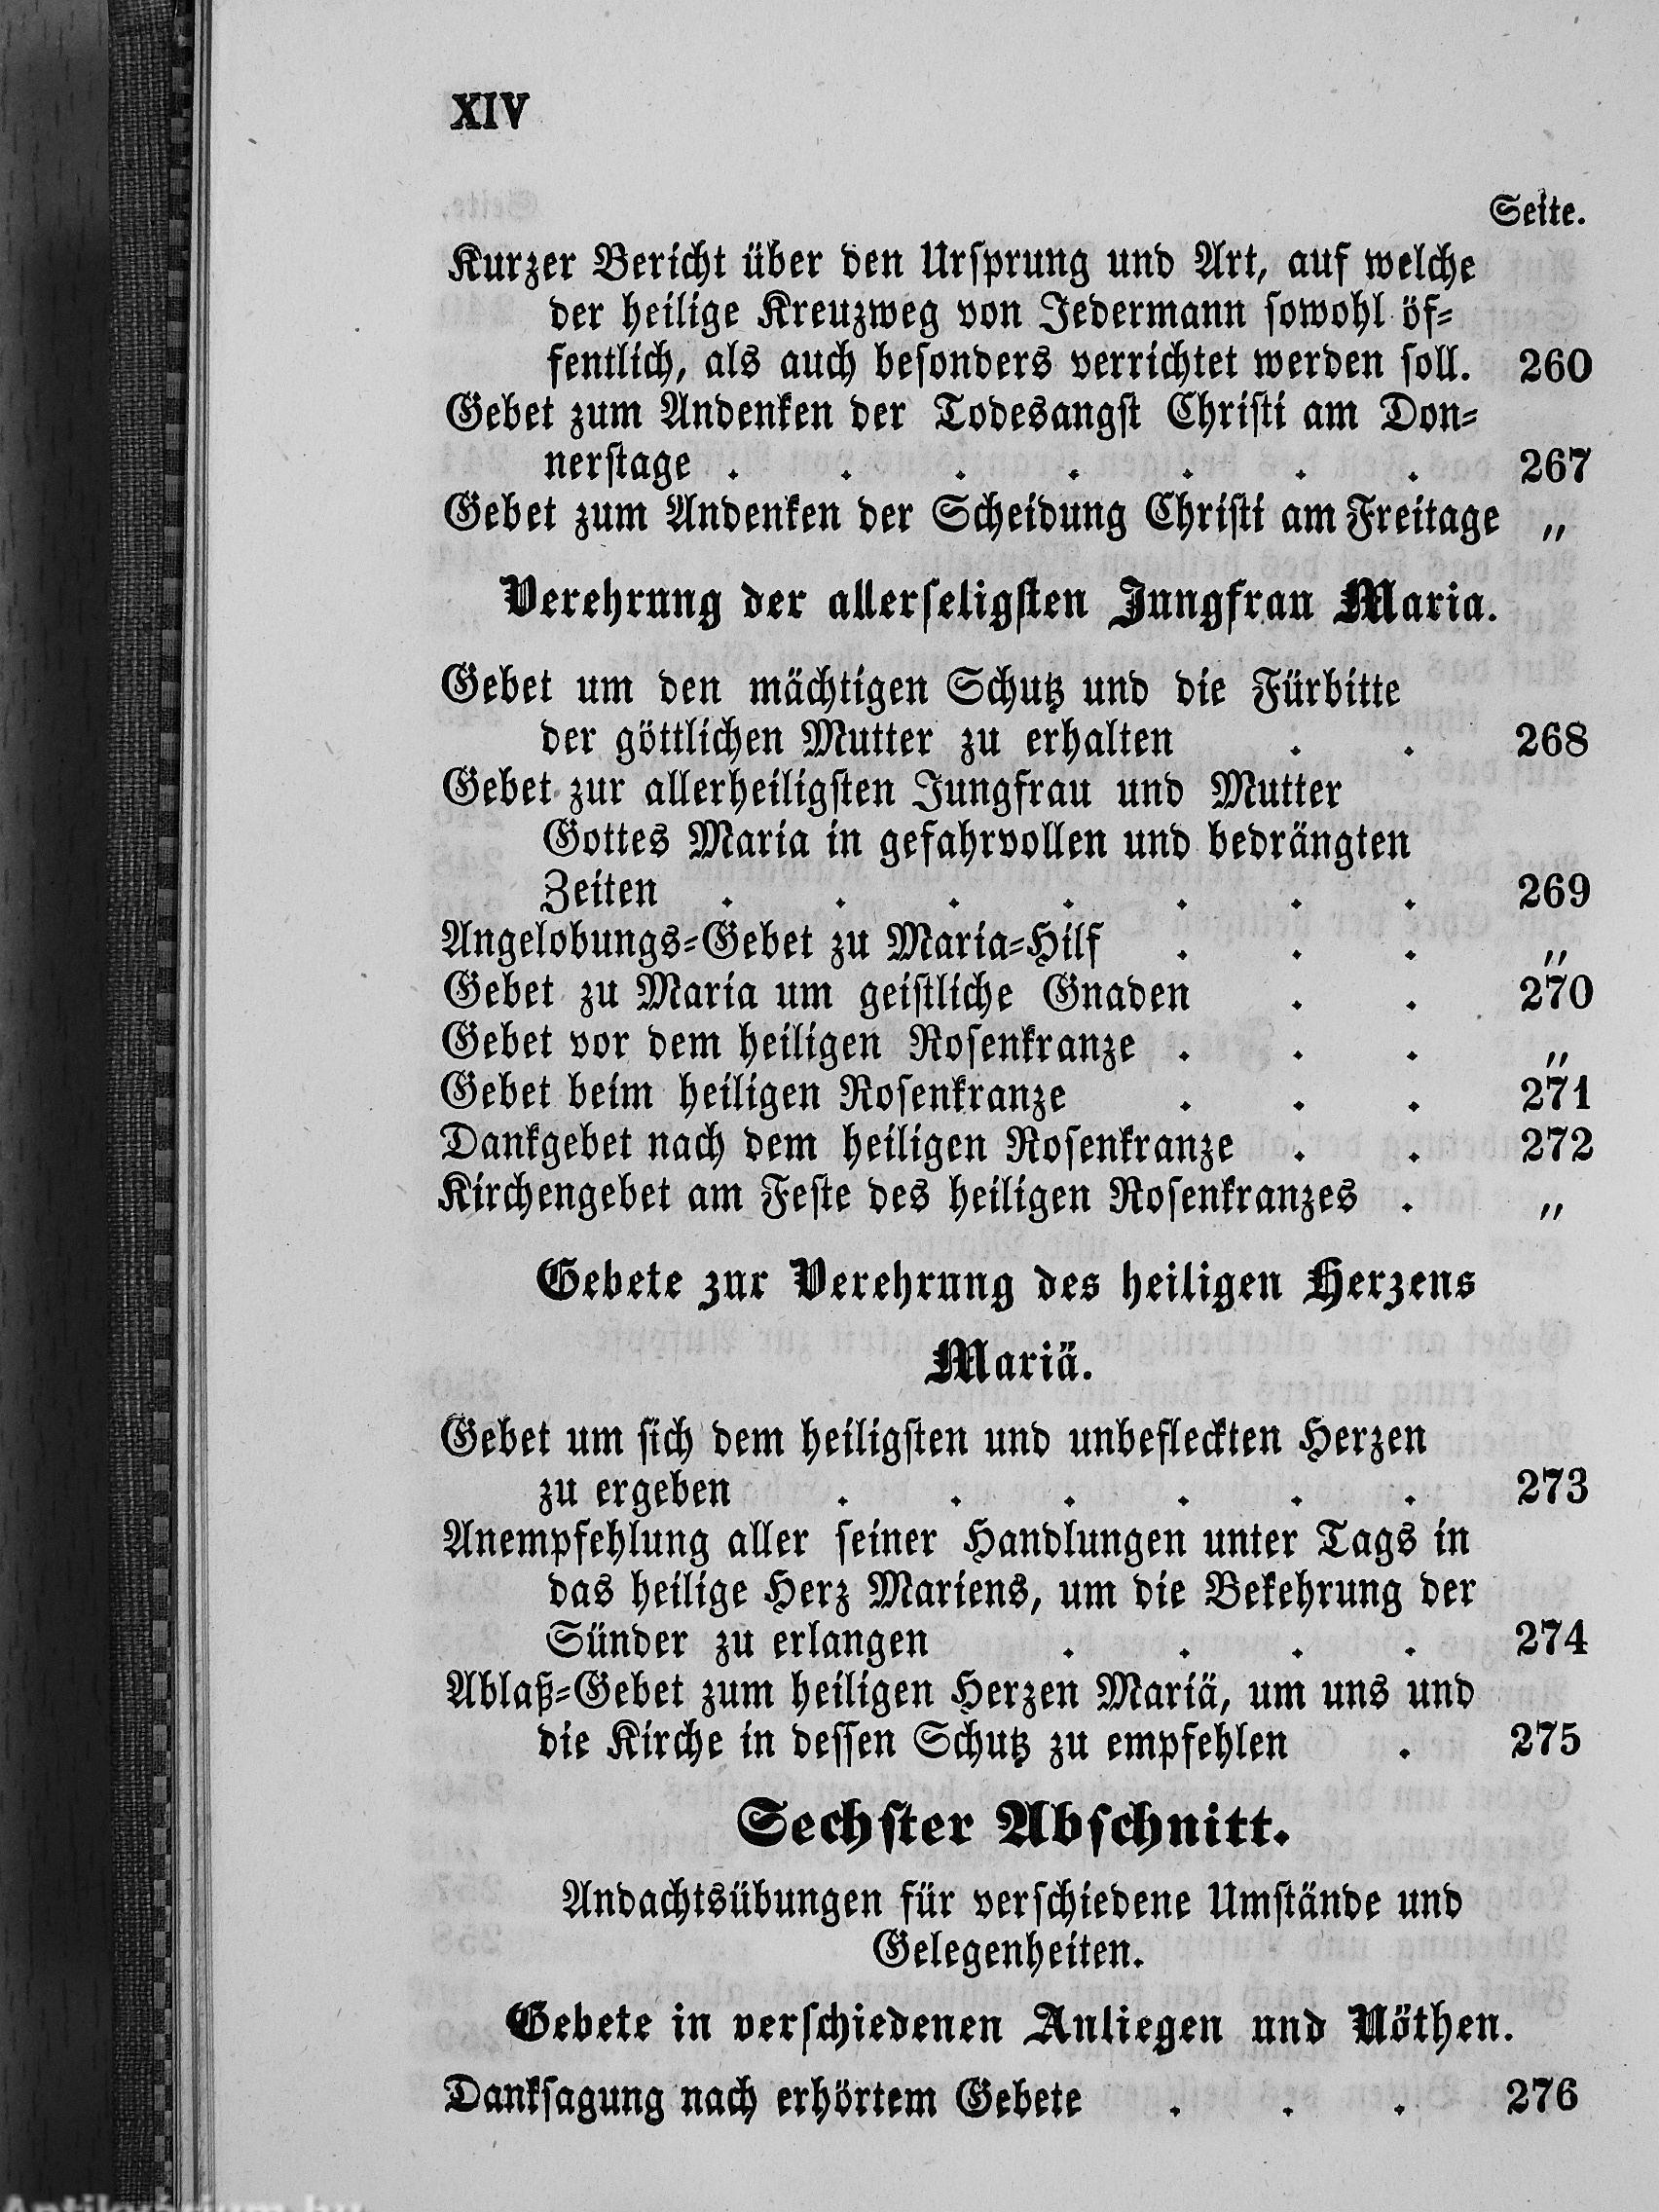 XIV
Seite.
Kurzer Bericht über den Ursprung und Art, auf welche
der heilige Kreuzweg von Jedermann sowohl öf=
fentlich, als auch besonders verrichtet werden soll. 260
Gebet zum Andenken der Todesangst Christi am Don=
nerstage . . . . . . . 267
Gebet zum Andenken der Scheidung Christi am Freitage „
Verehrung der allerseligsten Jungfrau Maria.
Gebet um den mächtigen Schutz und die Fürbitte
der göttlichen Mutter zu erhalten . . 268
Gebet zur allerheiligsten Jungfrau und Mutter
Gottes Maria in gefahrvollen und bedrängten
Zeiten . . . . . . . 269
Angelobungs=Gebet zu Maria=Hilf . . . „
Gebet zu Maria um geistliche Gnaden . . 270
Gebet vor dem heiligen Rosenkranze . . . „
Gebet beim heiligen Rosenkranze . . . 271
Dankgebet nach dem heiligen Rosenkranze . . 272
Kirchengebet am Feste des heiligen Rosenkranzes . „
Gebete zur Verehrung des heiligen Herzens
Mariä.
Gebet um sich dem heiligsten und unbefleckten Herzen
zu ergeben . . . . . . 273
Anempfehlung aller seiner Handlungen unter Tags in
das heilige Herz Mariens, um die Bekehrung der
Sünder zu erlangen . . . . 274
Ablaß=Gebet zum heiligen Herzen Mariä, um uns und
die Kirche in dessen Schutz zu empfehlen . 275
Sechster Abschnitt.
Andachtsübungen für verschiedene Umstände und
Gelegenheiten.
Gebete in verschiedenen Anliegen und Nöthen.
Danksagung nach erhörtem Gebete . . . 276